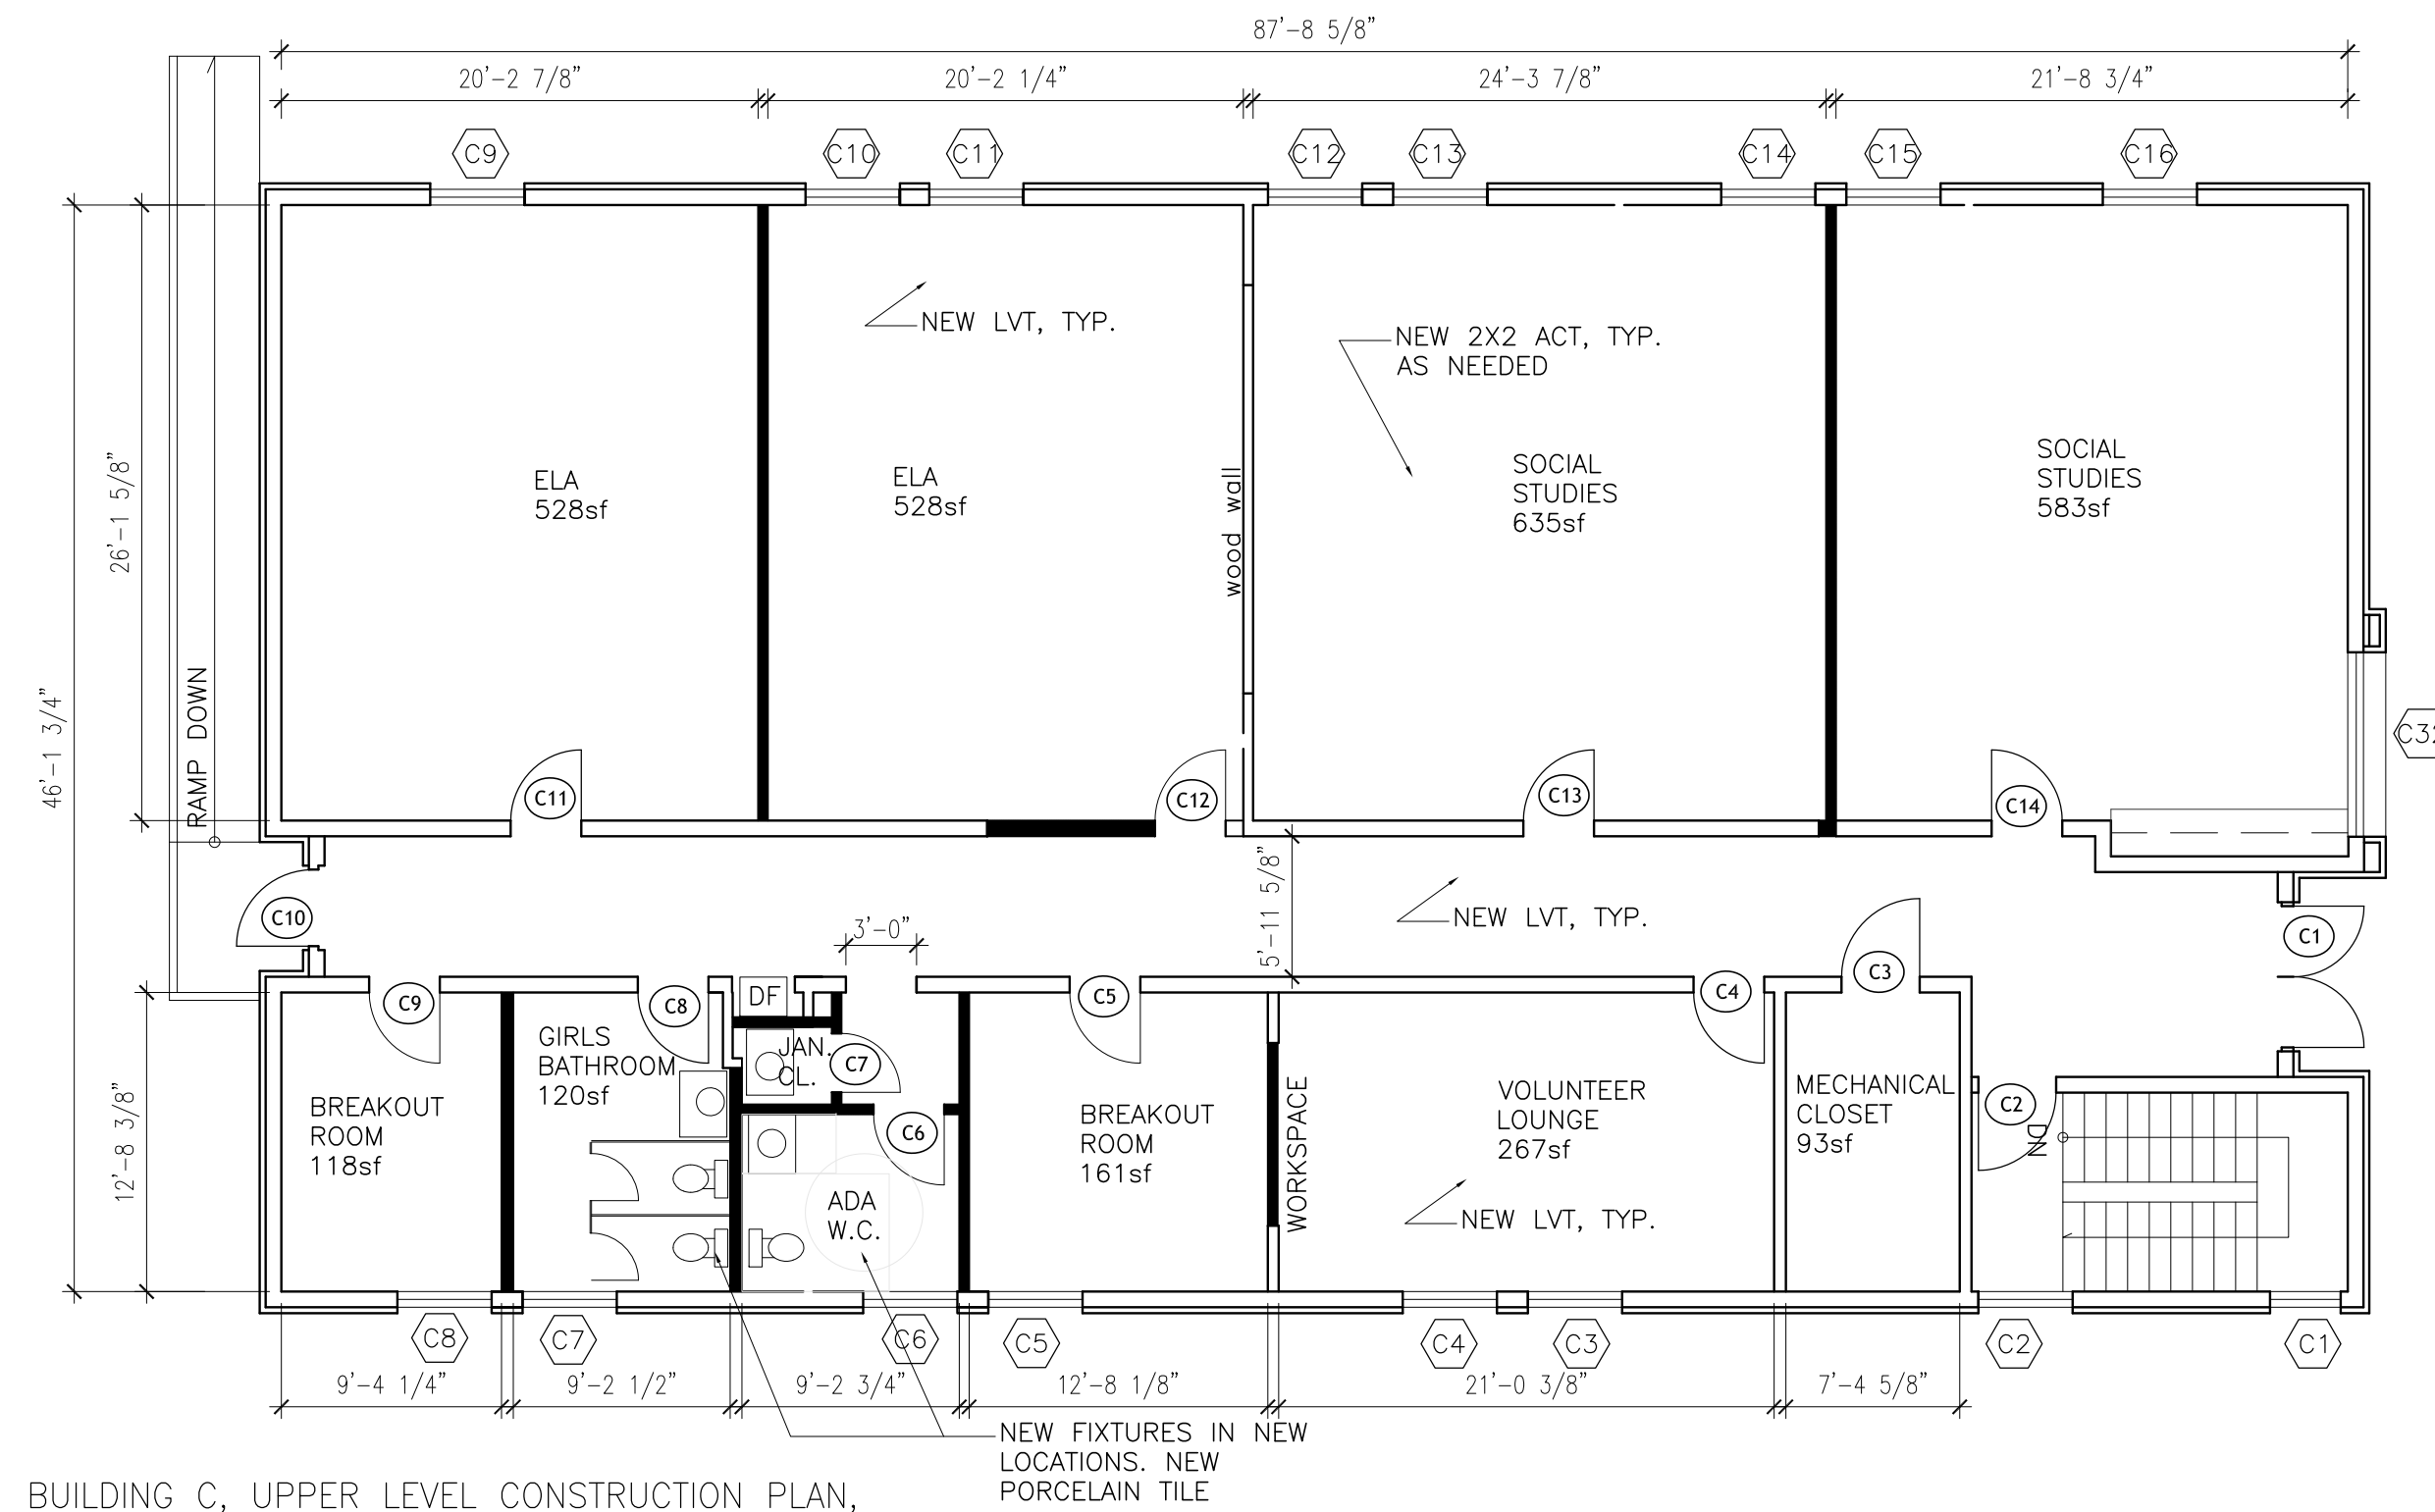 87'-8 5/8"
20'-2 7/8"
20'-2 1/4"
24'-3 7/8"
21'-8 3/4"
C9
C10
C11
C12
C13
C14
C15
C16
NEW LVT, TYP.
NEW 2X2 ACT, TYP.
AS NEEDED
26'-1 5/8"
46'-1 3/4"
RAMP DOWN
ELA
528sf
ELA
528sf
wood wall
SOCIAL
STUDIES
635sf
SOCIAL
STUDIES
583sf
C11
C12
C13
C14
C10
3'-0"
5'-11 5/8"
NEW LVT, TYP.
C3
C1
C9
C8
DF
C5
C4
12'-8 3/8"
BREAKOUT
ROOM
118sf
GIRLS
BATHROOM
120sf
JAN.
CL.
C7
C6
ADA
W.C.
BREAKOUT
ROOM
161sf
WORKSPACE
VOLUNTEER
LOUNGE
267sf
NEW LVT, TYP.
MECHANICAL
CLOSET
93sf
C2
DN
C8
C7
C6
C5
C4
C3
C2
C1
9'-4 1/4"
9'-2 1/2"
9'-2 3/4"
12'-8 1/8"
21'-0 3/8"
7'-4 5/8"
NEW FIXTURES IN NEW
LOCATIONS. NEW
PORCELAIN TILE
BUILDING C, UPPER LEVEL CONSTRUCTION PLAN,